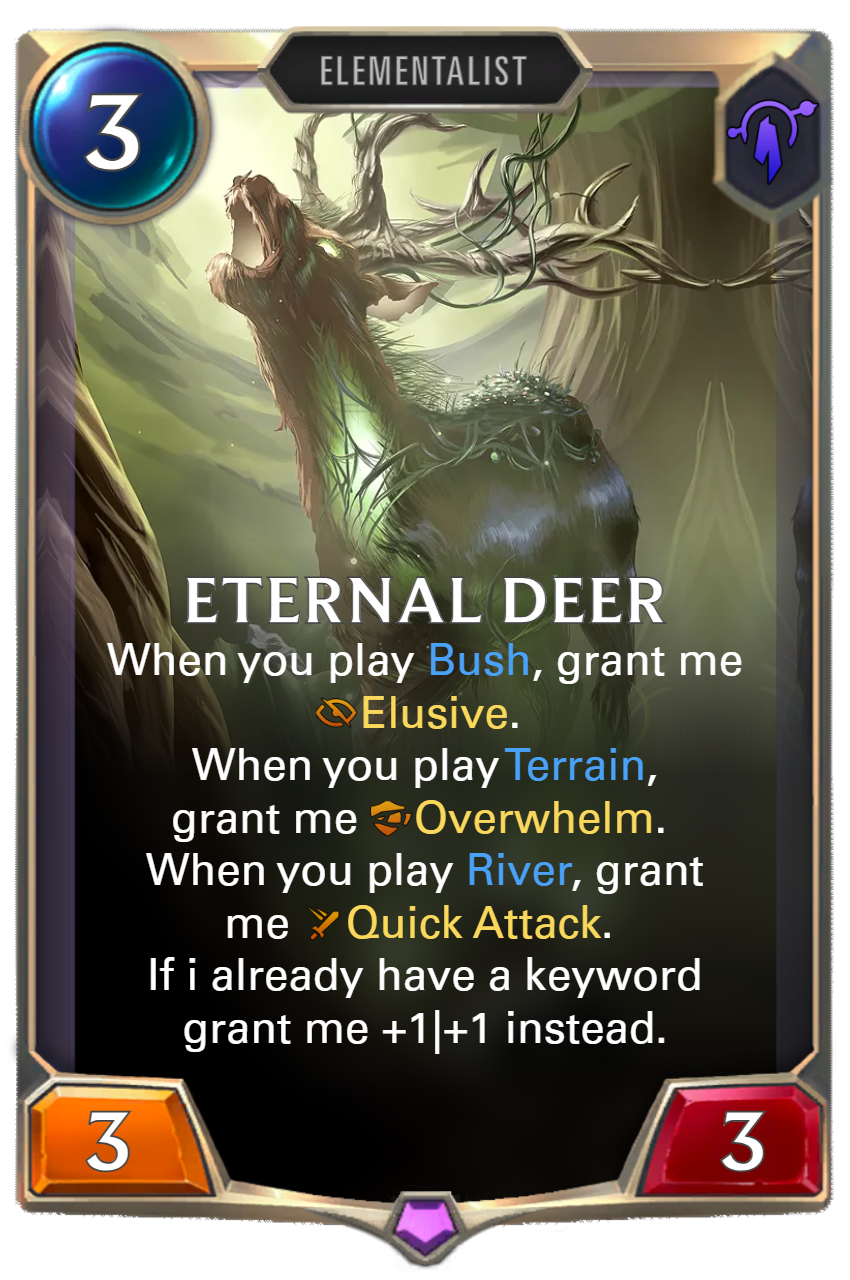 ELEMENTALIST
3
ETERNAL DEER
When you play Bush, grant me
Elusive.
When you play Terrain,
grant me Overwhelm.
When you play River, grant
me Quick Attack.
If i already have a keyword
grant me +1|+1 instead.
3
3